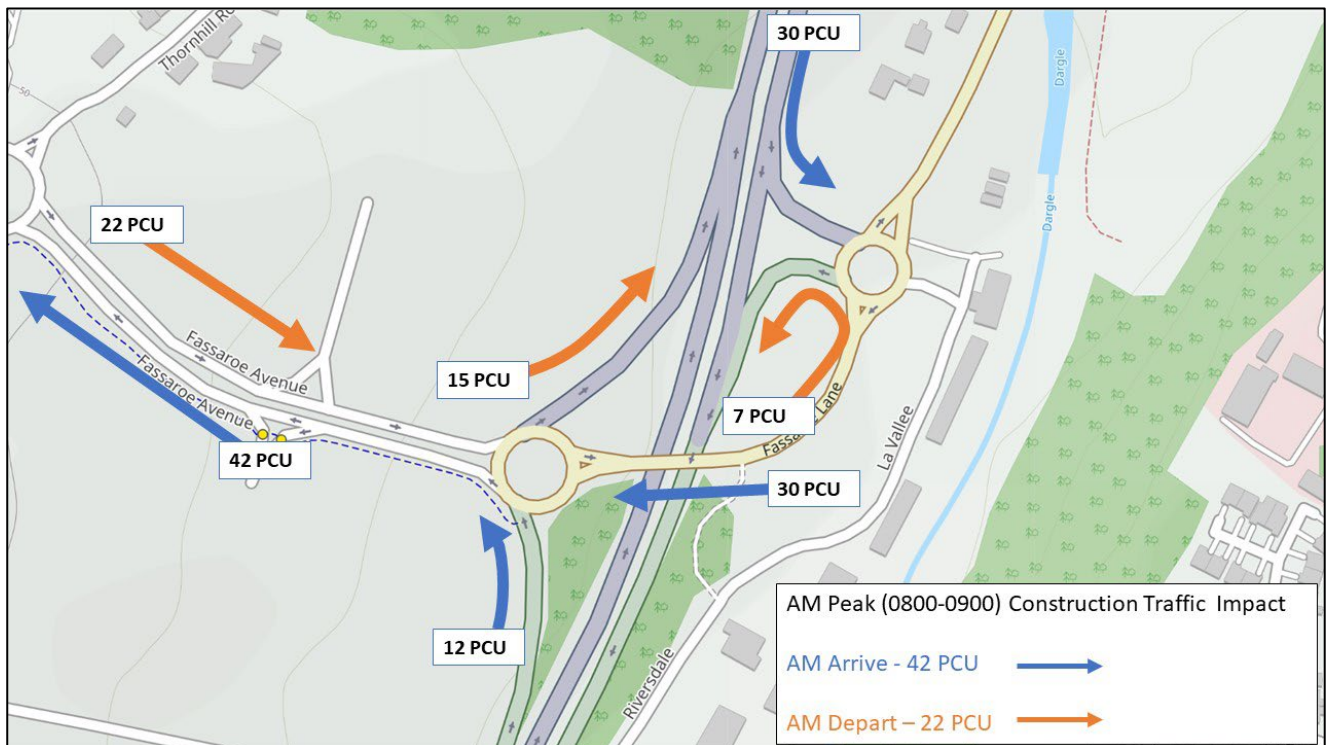 30 PCU
Thornhill Ro
50
Dargle
Dargle
22 PCU
Fassaroe Avenue
Fassaroe Avenue
15 PCU
7 PCU
Lane
La Vallee
42 PCU
30 PCU
12 PCU
Riversdale
AM Peak (0800-0900) Construction Traffic Impact
AM Arrive - 42 PCU
AM Depart – 22 PCU